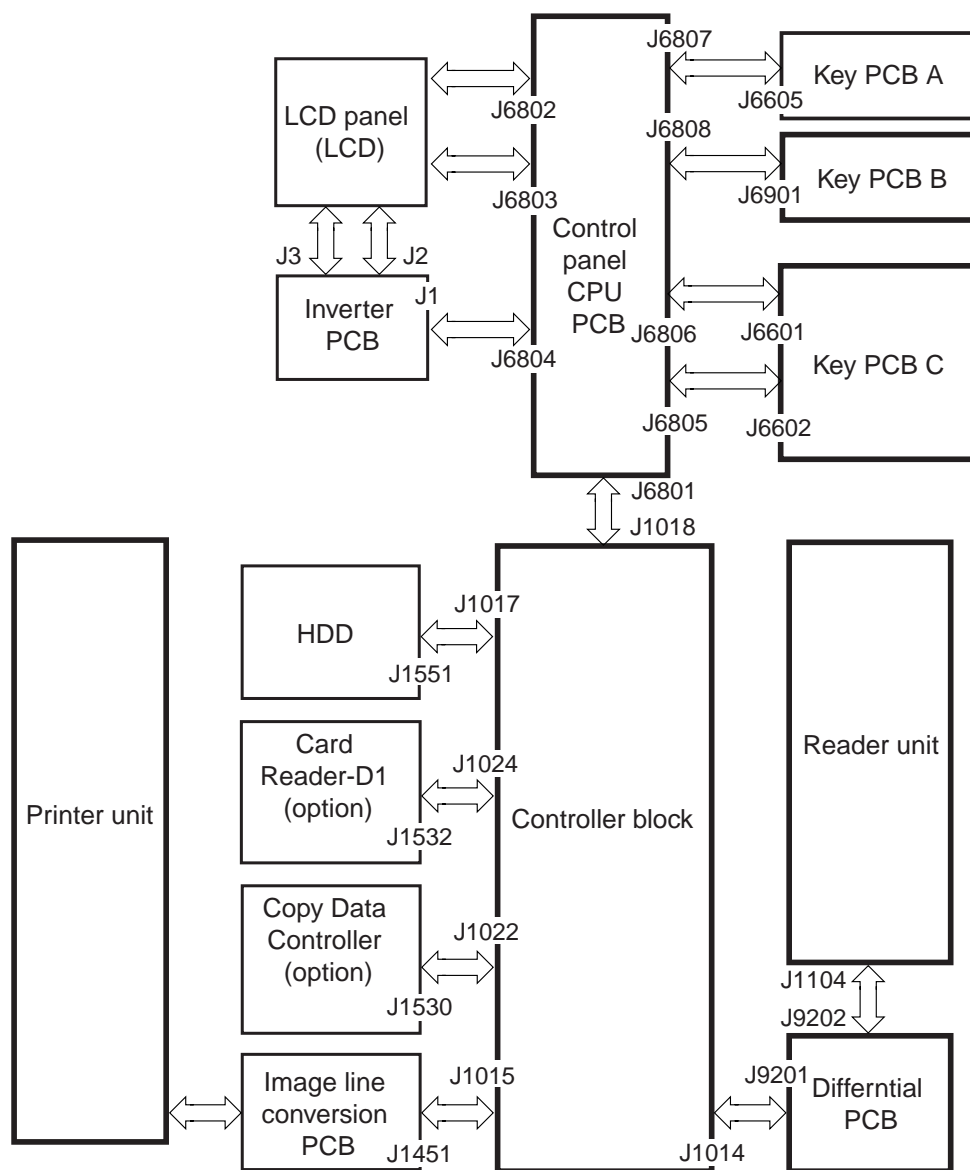 J6807
Key PCB A
J6605
LCD panel
(LCD)
J6802
J6808
Key PCB B
J6901
J6803
Control
panel
CPU
PCB
J3
J2
J1
Inverter
PCB
J6804
J6806
J6601
Key PCB C
J6805
J6602
J6801
J1018
J1017
HDD
J1551
Card
Reader-D1
(option)
J1024
J1532
Printer unit
Controller block
Reader unit
Copy Data
Controller
(option)
J1022
J1530
J1104
J9202
Image line
conversion
PCB
J1015
J1451
J9201
Differntial
PCB
J1014